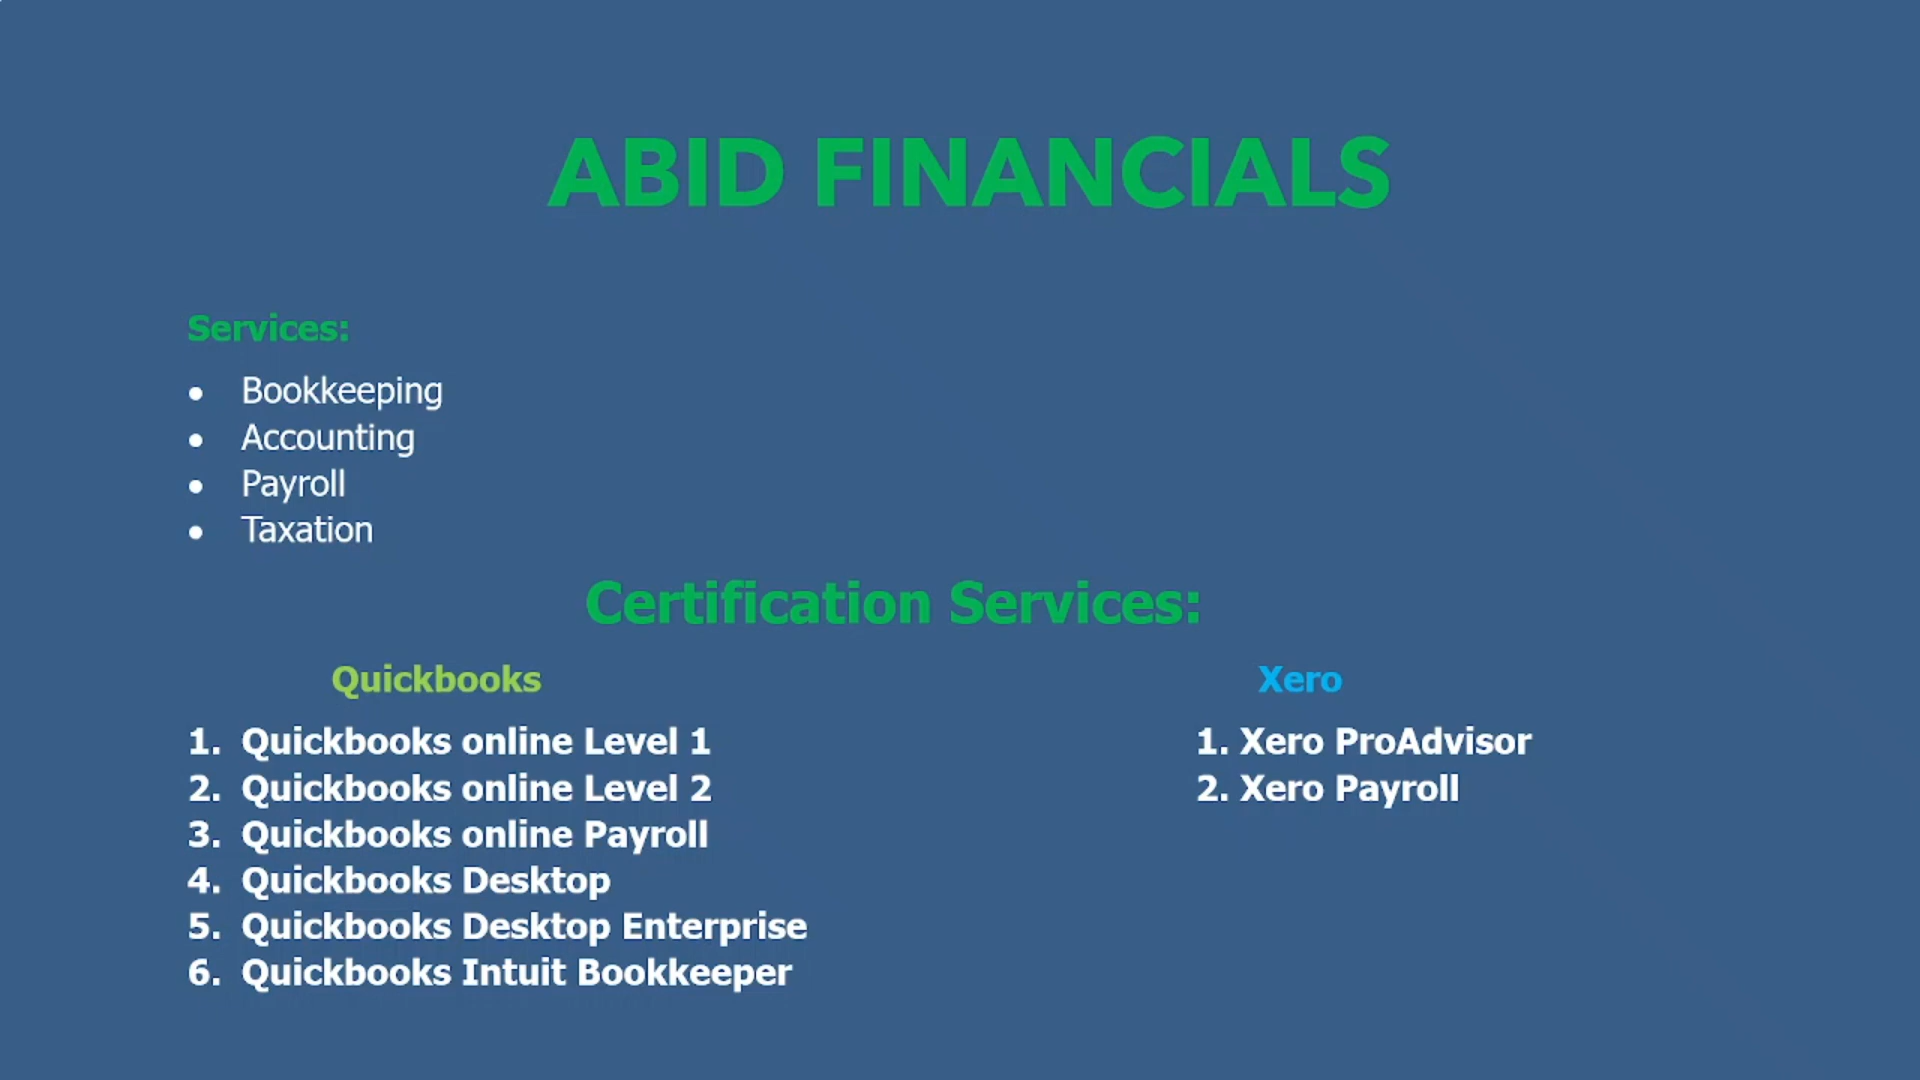 ABID FINANCIALS
Services:
• Bookkeeping
• Accounting
• Payroll
• Taxation
Certification Services:
Quickbooks
1. Quickbooks online Level 1
2. Quickbooks online Level 2
3. Quickbooks online Payroll
4. Quickbooks Desktop
5. Quickbooks Desktop Enterprise
6. Quickbooks Intuit Bookkeeper
Xero
1. Xero ProAdvisor
2. Xero Payroll